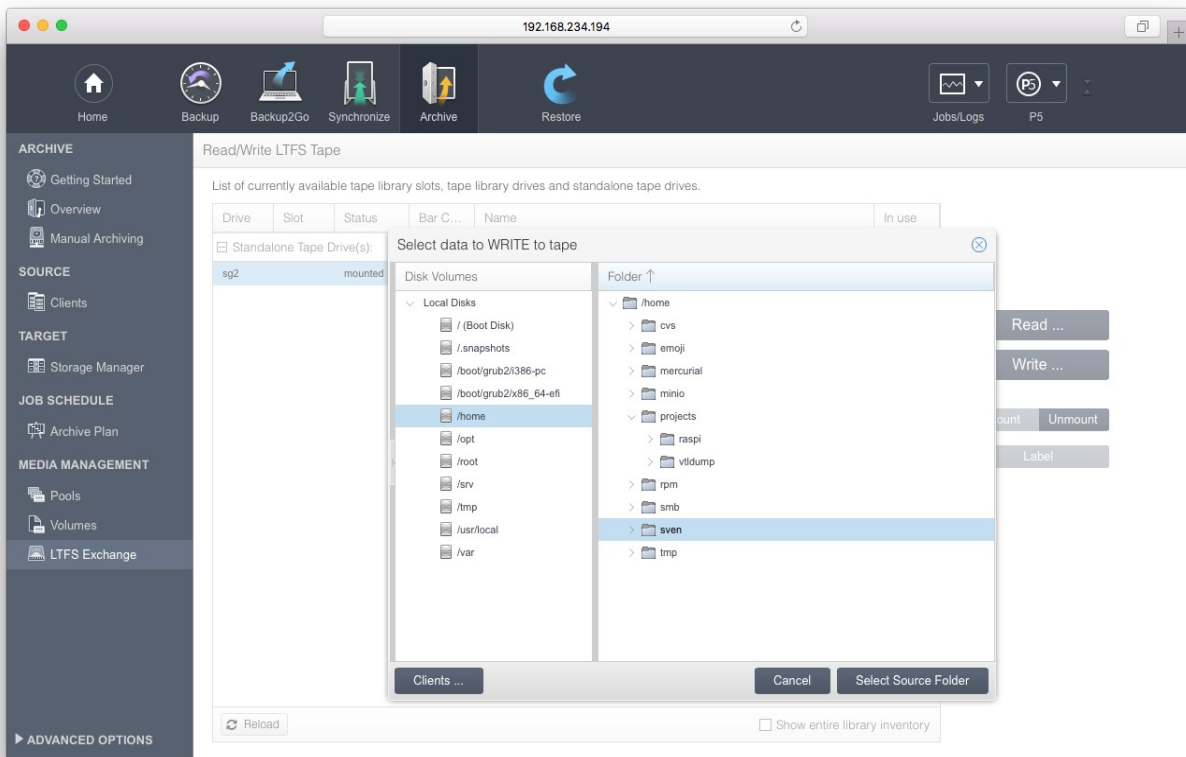 192.168.234.194
Home
Backup
Backup2Go
Synchronize
Archive
Restore
Jobs/Logs
P5
P5
ARCHIVE
Getting Started
Overview
Manual Archiving
SOURCE
Clients
TARGET
Storage Manager
JOB SCHEDULE
Archive Plan
MEDIA MANAGEMENT
Pools
Volumes
LTFS Exchange
ADVANCED OPTIONS
Read/Write LTFS Tape
List of currently available tape library slots, tape library drives and standalone tape drives.
Drive Slot Status Bar C... Name In use
Standalone Tape Drive(s):
sg2 mounted
Select data to WRITE to tape
Disk Volumes
Local Disks
/ (Boot Disk)
/.snapshots
/boot/grub2/i386-pc
/boot/grub2/x86_64-efi
/home
/opt
/root
/srv
/tmp
/usr/local
/var
Folder ↑
/home
cvs
emoji
mercurial
minio
projects
raspi
vtldump
rpm
smb
sven
tmp
Clients ...
Cancel
Select Source Folder
Read ...
Write ...
ount Unmount
Label
Reload
Show entire library inventory